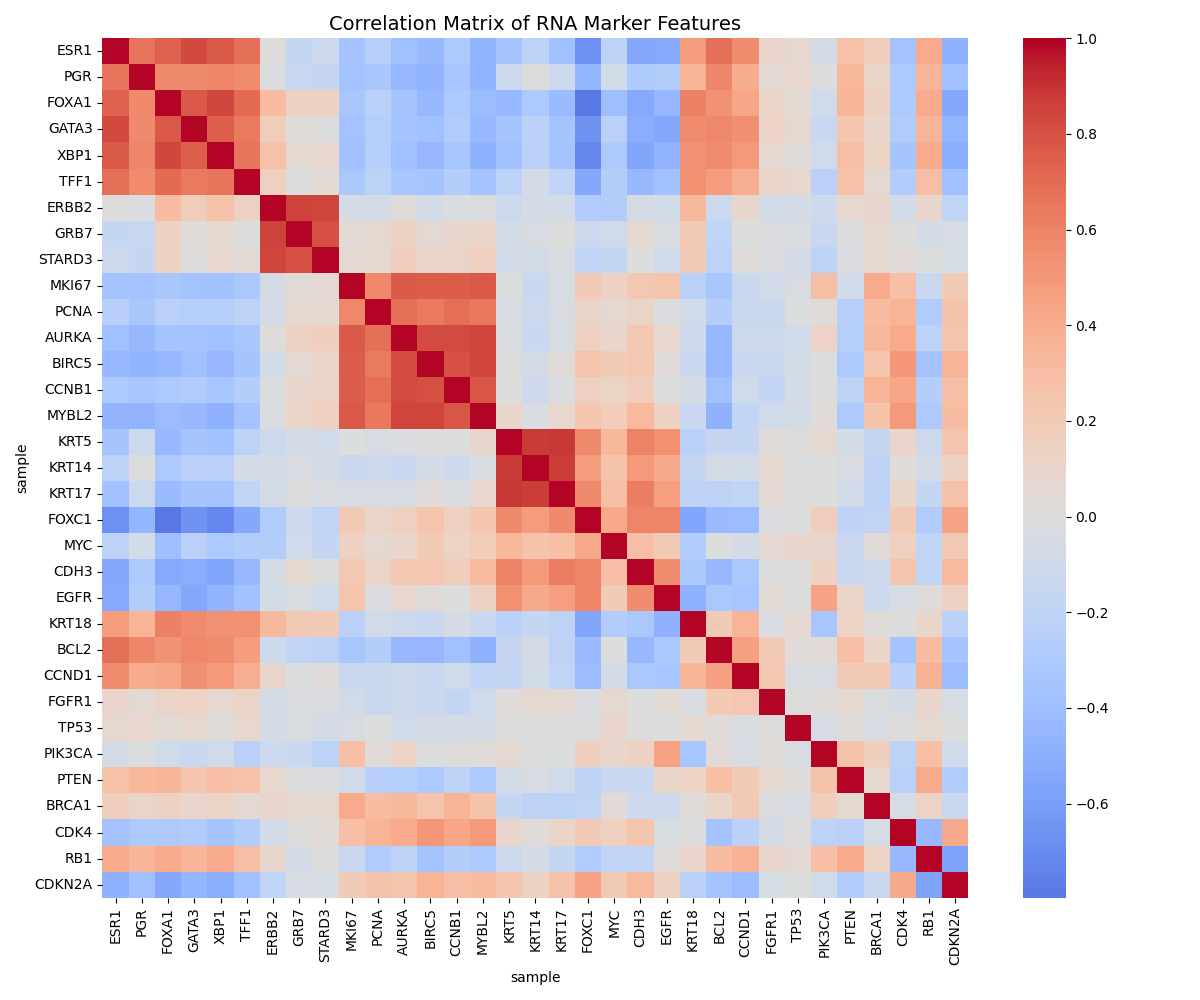 Correlation Matrix of RNA Marker Features
ESR1
PGR
FOXA1
GATA3
XBP1
TFF1
ERBB2
GRB7
STARD3
MKI67
PCNA
AURKA
BIRC5
CCNB1
MYBL2
KRT5
KRT14
KRT17
FOXC1
MYC
CDH3
EGFR
KRT18
BCL2
CCND1
FGFR1
TP53
PIK3CA
PTEN
BRCA1
CDK4
RB1
CDKN2A
sample
ESR1
PGR
FOXA1
GATA3
XBP1
TFF1
ERBB2
GRB7
STARD3
MKI67
PCNA
AURKA
BIRC5
CCNB1
MYBL2
KRT5
KRT14
KRT17
FOXC1
MYC
CDH3
EGFR
KRT18
BCL2
CCND1
FGFR1
TP53
PIK3CA
PTEN
BRCA1
CDK4
RB1
CDKN2A
sample
1.0
0.8
0.6
0.4
0.2
0.0
−0.2
−0.4
−0.6